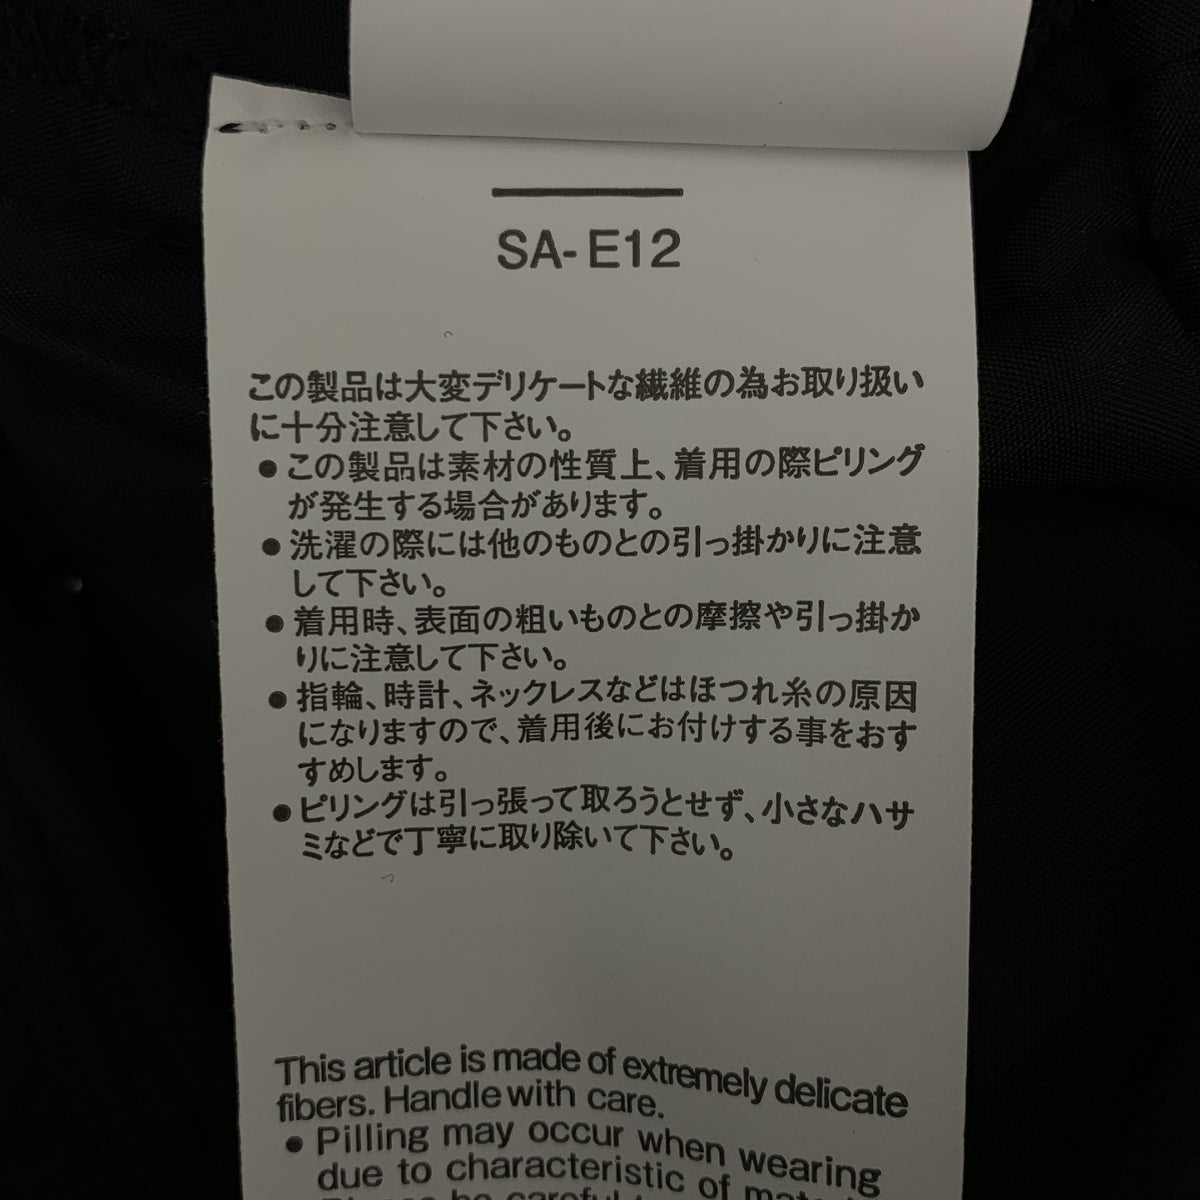 SA-E12
この製品は大変デリケートな繊維の為お取り扱い
に十分注意して下さい。
●この製品は素材の性質上、着用の際ピリング
が発生する場合があります。
●洗濯の際には他のものとの引っ掛かりに注意
して下さい。
●着用時、表面の粗いものとの摩擦や引っ掛か
りに注意して下さい。
●指輪、時計、ネックレスなどはほつれ糸の原因
になりますので、着用後にお付けする事をおす
すめします。
●ピリングは引っ張って取ろうとせず、小さなハサ
ミなどで丁寧に取り除いて下さい。
This article is made of extremely delicate
fibers. Handle with care.
● Pilling may occur when wearing
due to characteristic of
be careful